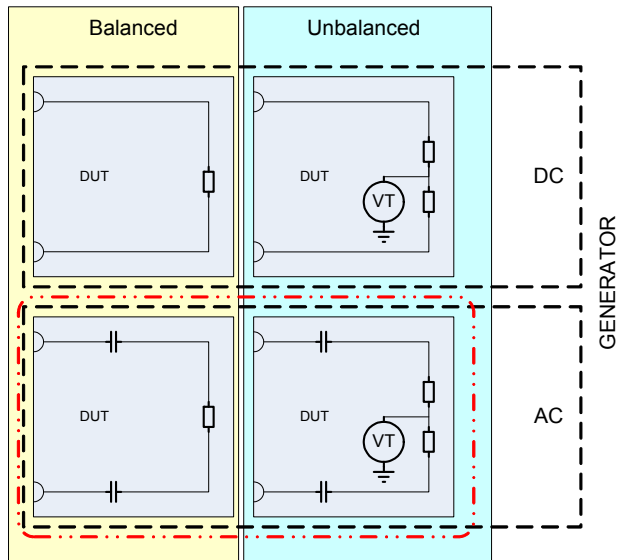 Balanced
Unbalanced
DUT
DUT
VT
DC
GENERATOR
DUT
DUT
VT
AC